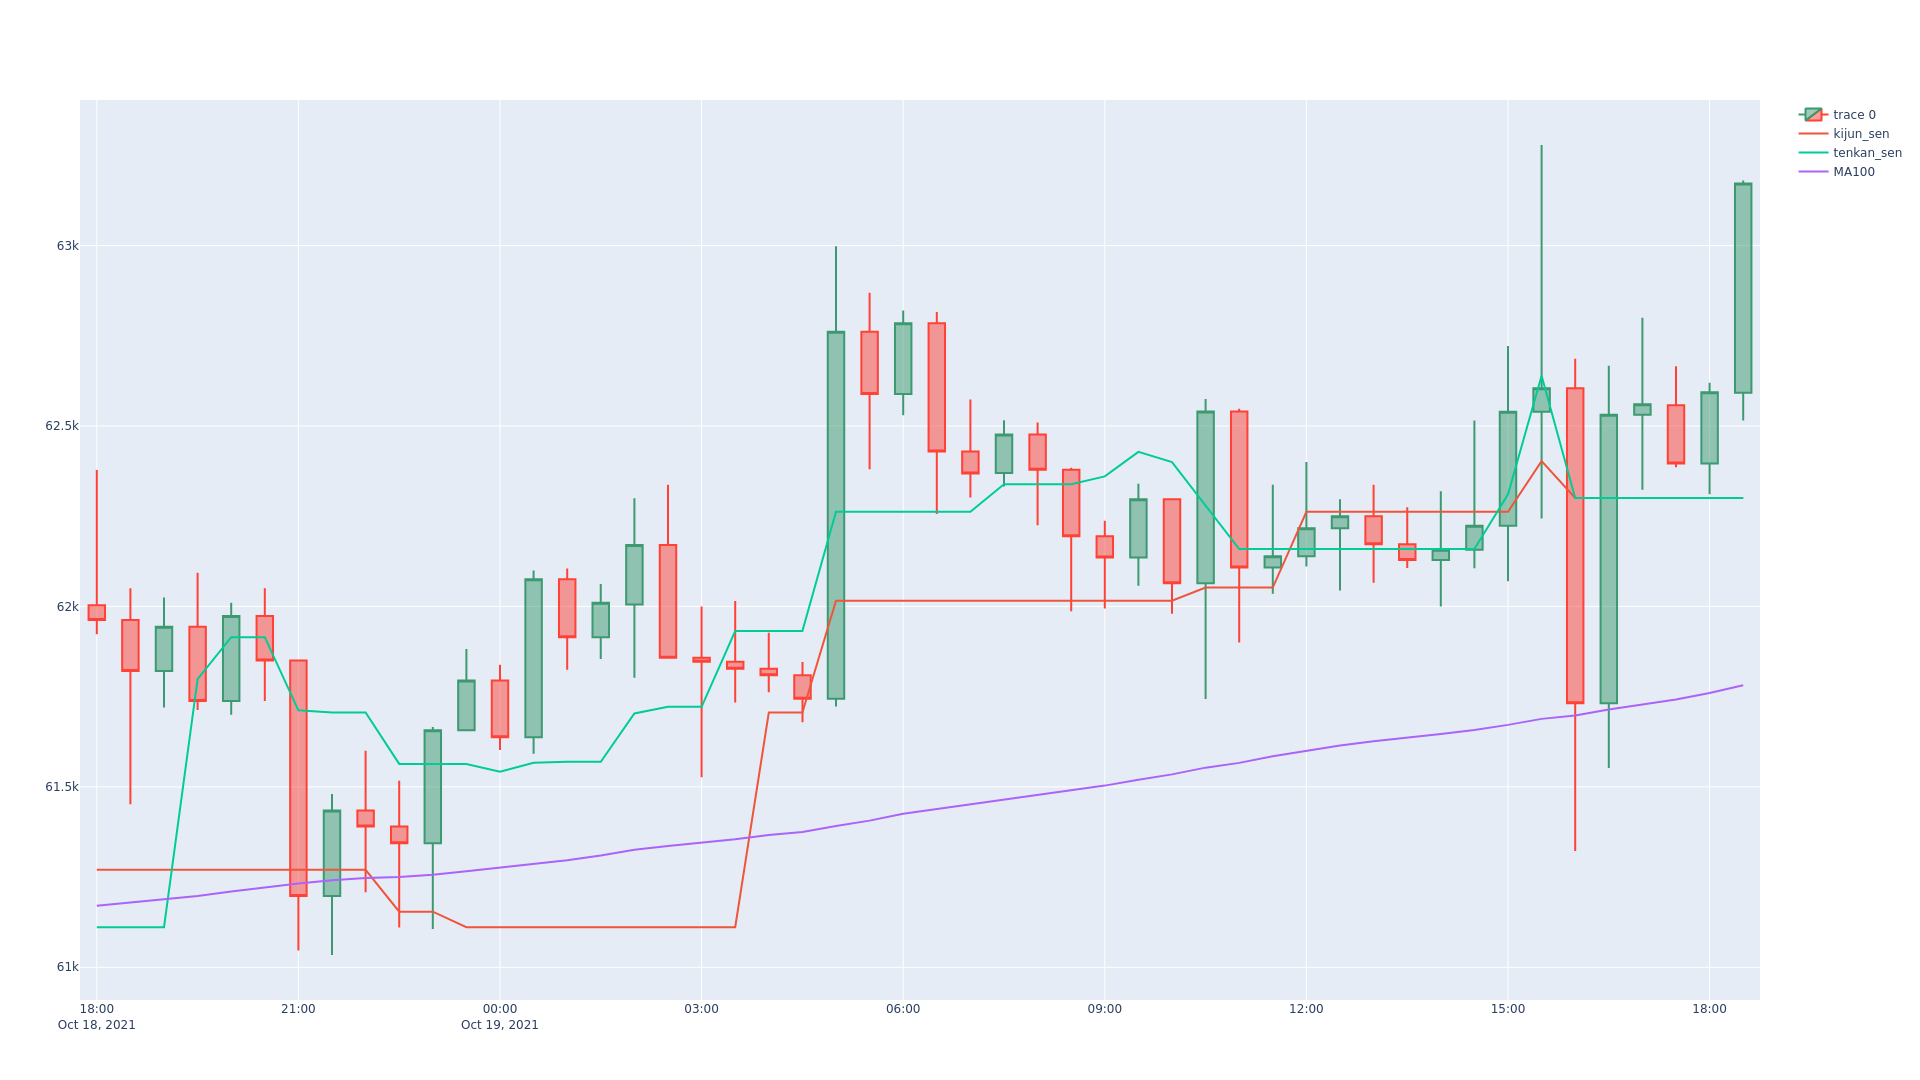 trace 0
kijun_sen
tenkan_sen
MA100
63k
62.5k
62k
61.5k
61k
18:00 21:00 00:00 03:00 06:00 09:00 12:00 15:00 18:00
Oct 18, 2021 Oct 19, 2021